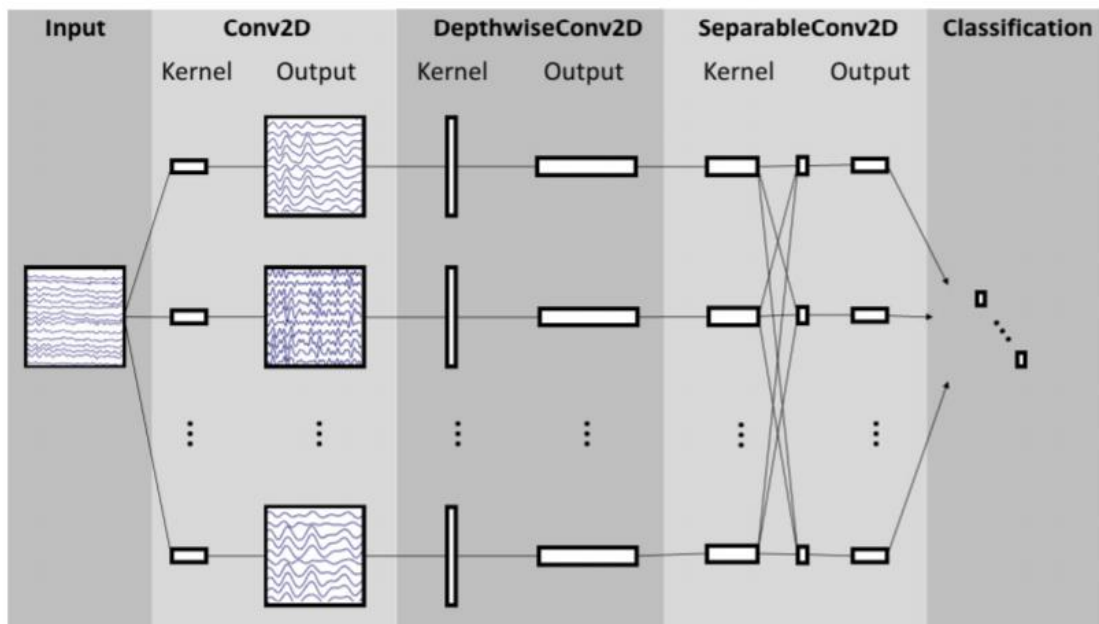 Input Conv2D DepthwiseConv2D SeparableConv2D Classification
Kernel Output Kernel Output Kernel Output